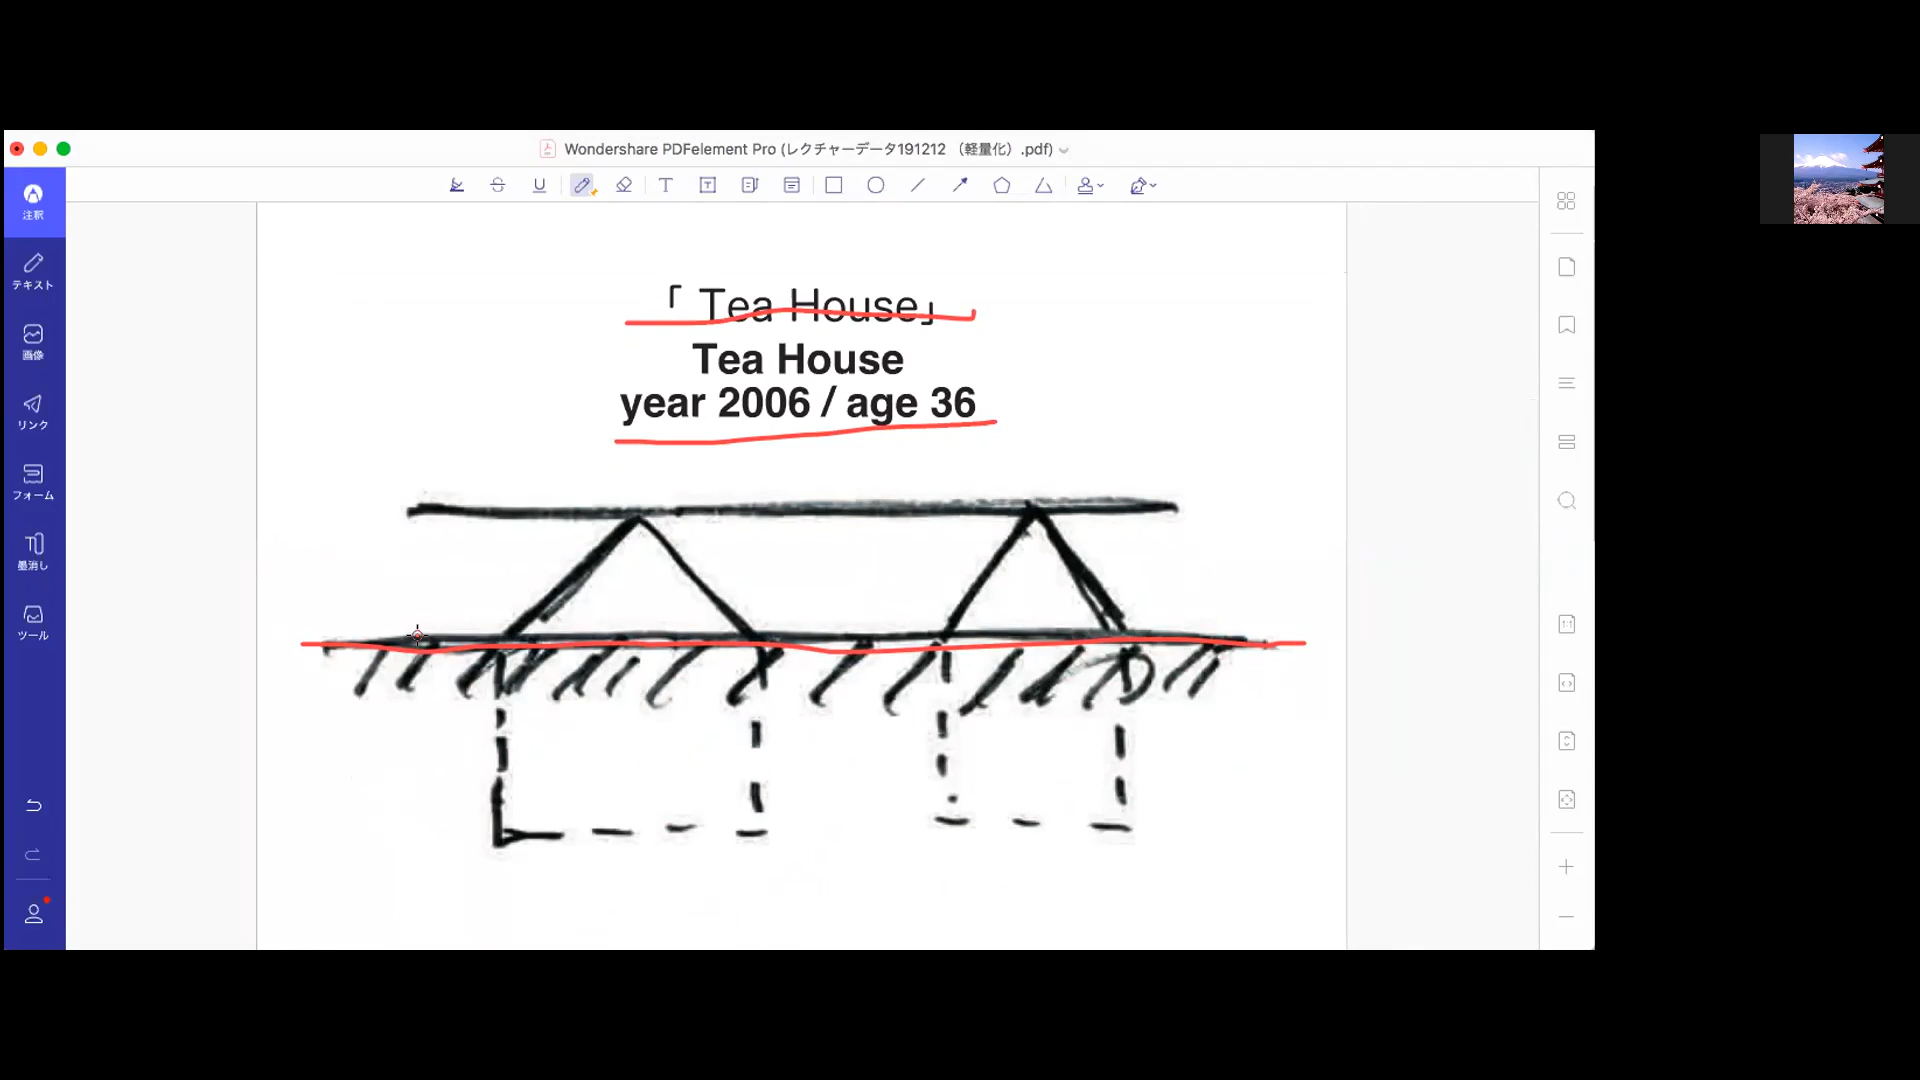 Wondershare PDFelement Pro (レクチャーデータ191212 （軽量化）.pdf)
注釈
テキスト
画像
リンク
フォーム
墨消し
ツール
「 Tea House」
Tea House
year 2006 / age 36